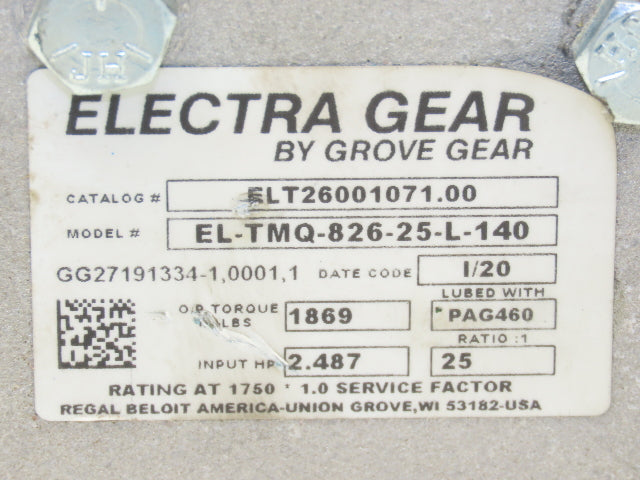 JH
ELECTRA GEAR
BY GROVE GEAR
CATALOG # ELT26001071.00
MODEL # EL-TMQ-826-25-L-140
GG27191334-1,0001,1 DATE CODE I/20
LUBED WITH
O/P TORQUE 1869 PAG460
LBS
RATIO :1
INPUT HP 2.487 25
RATING AT 1750 * 1.0 SERVICE FACTOR
REGAL BELOIT AMERICA-UNION GROVE,WI 53182-USA